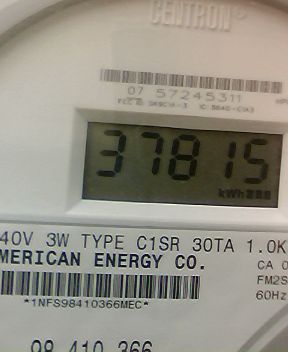 CENTRON®
07 57245311
37815
kWh
40V 3W TYPE C1SR 30TA 1.0K
MERICAN ENERGY CO.
CA 0
FM2S
60Hz
*1NFS98410366MEC*
98 410 366